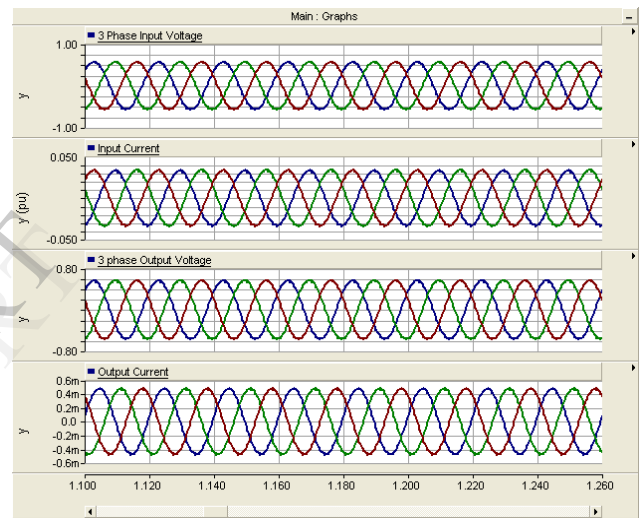 Main : Graphs
3 Phase Input Voltage
1.00
y
-1.00
Input Current
0.050
y (pu)
-0.050
3 phase Output Voltage
0.80
y
-0.80
Output Current
0.6m
0.4m
0.2m
0.0
y
-0.2m
-0.4m
-0.6m
1.100 1.120 1.140 1.160 1.180 1.200 1.220 1.240 1.260
RT